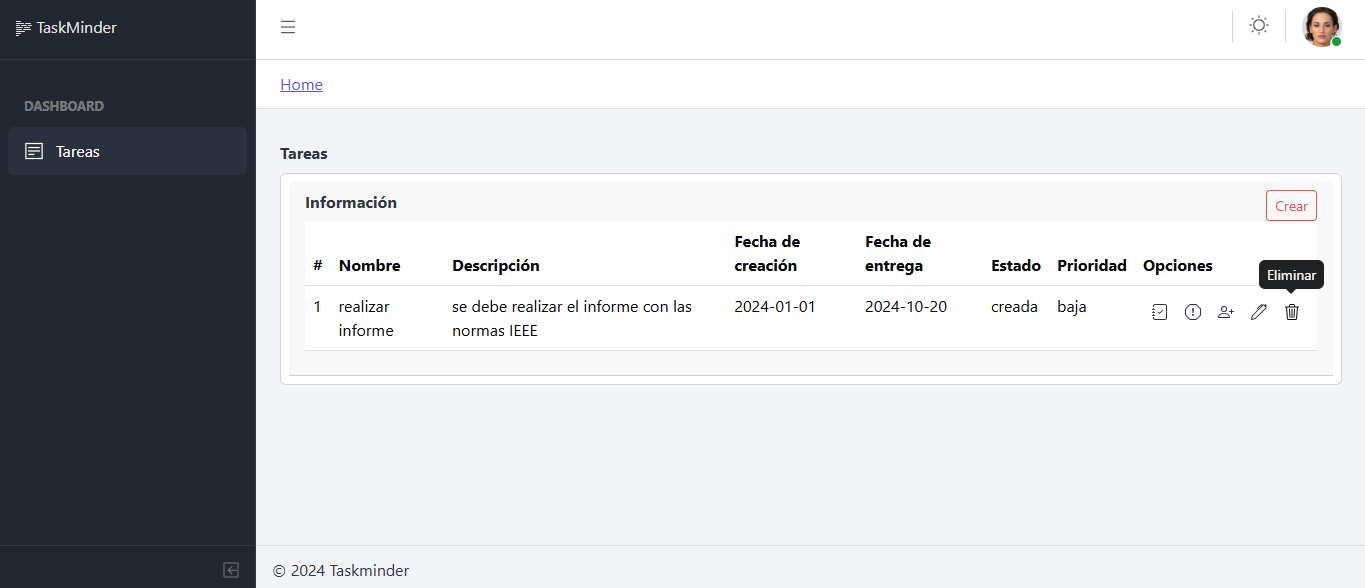 TaskMinder
Home
DASHBOARD
Tareas
Tareas
Información
Crear
# Nombre Descripción Fecha de creación Fecha de entrega Estado Prioridad Opciones
Eliminar
1 realizar informe se debe realizar el informe con las normas IEEE 2024-01-01 2024-10-20 creada baja
© 2024 Taskminder